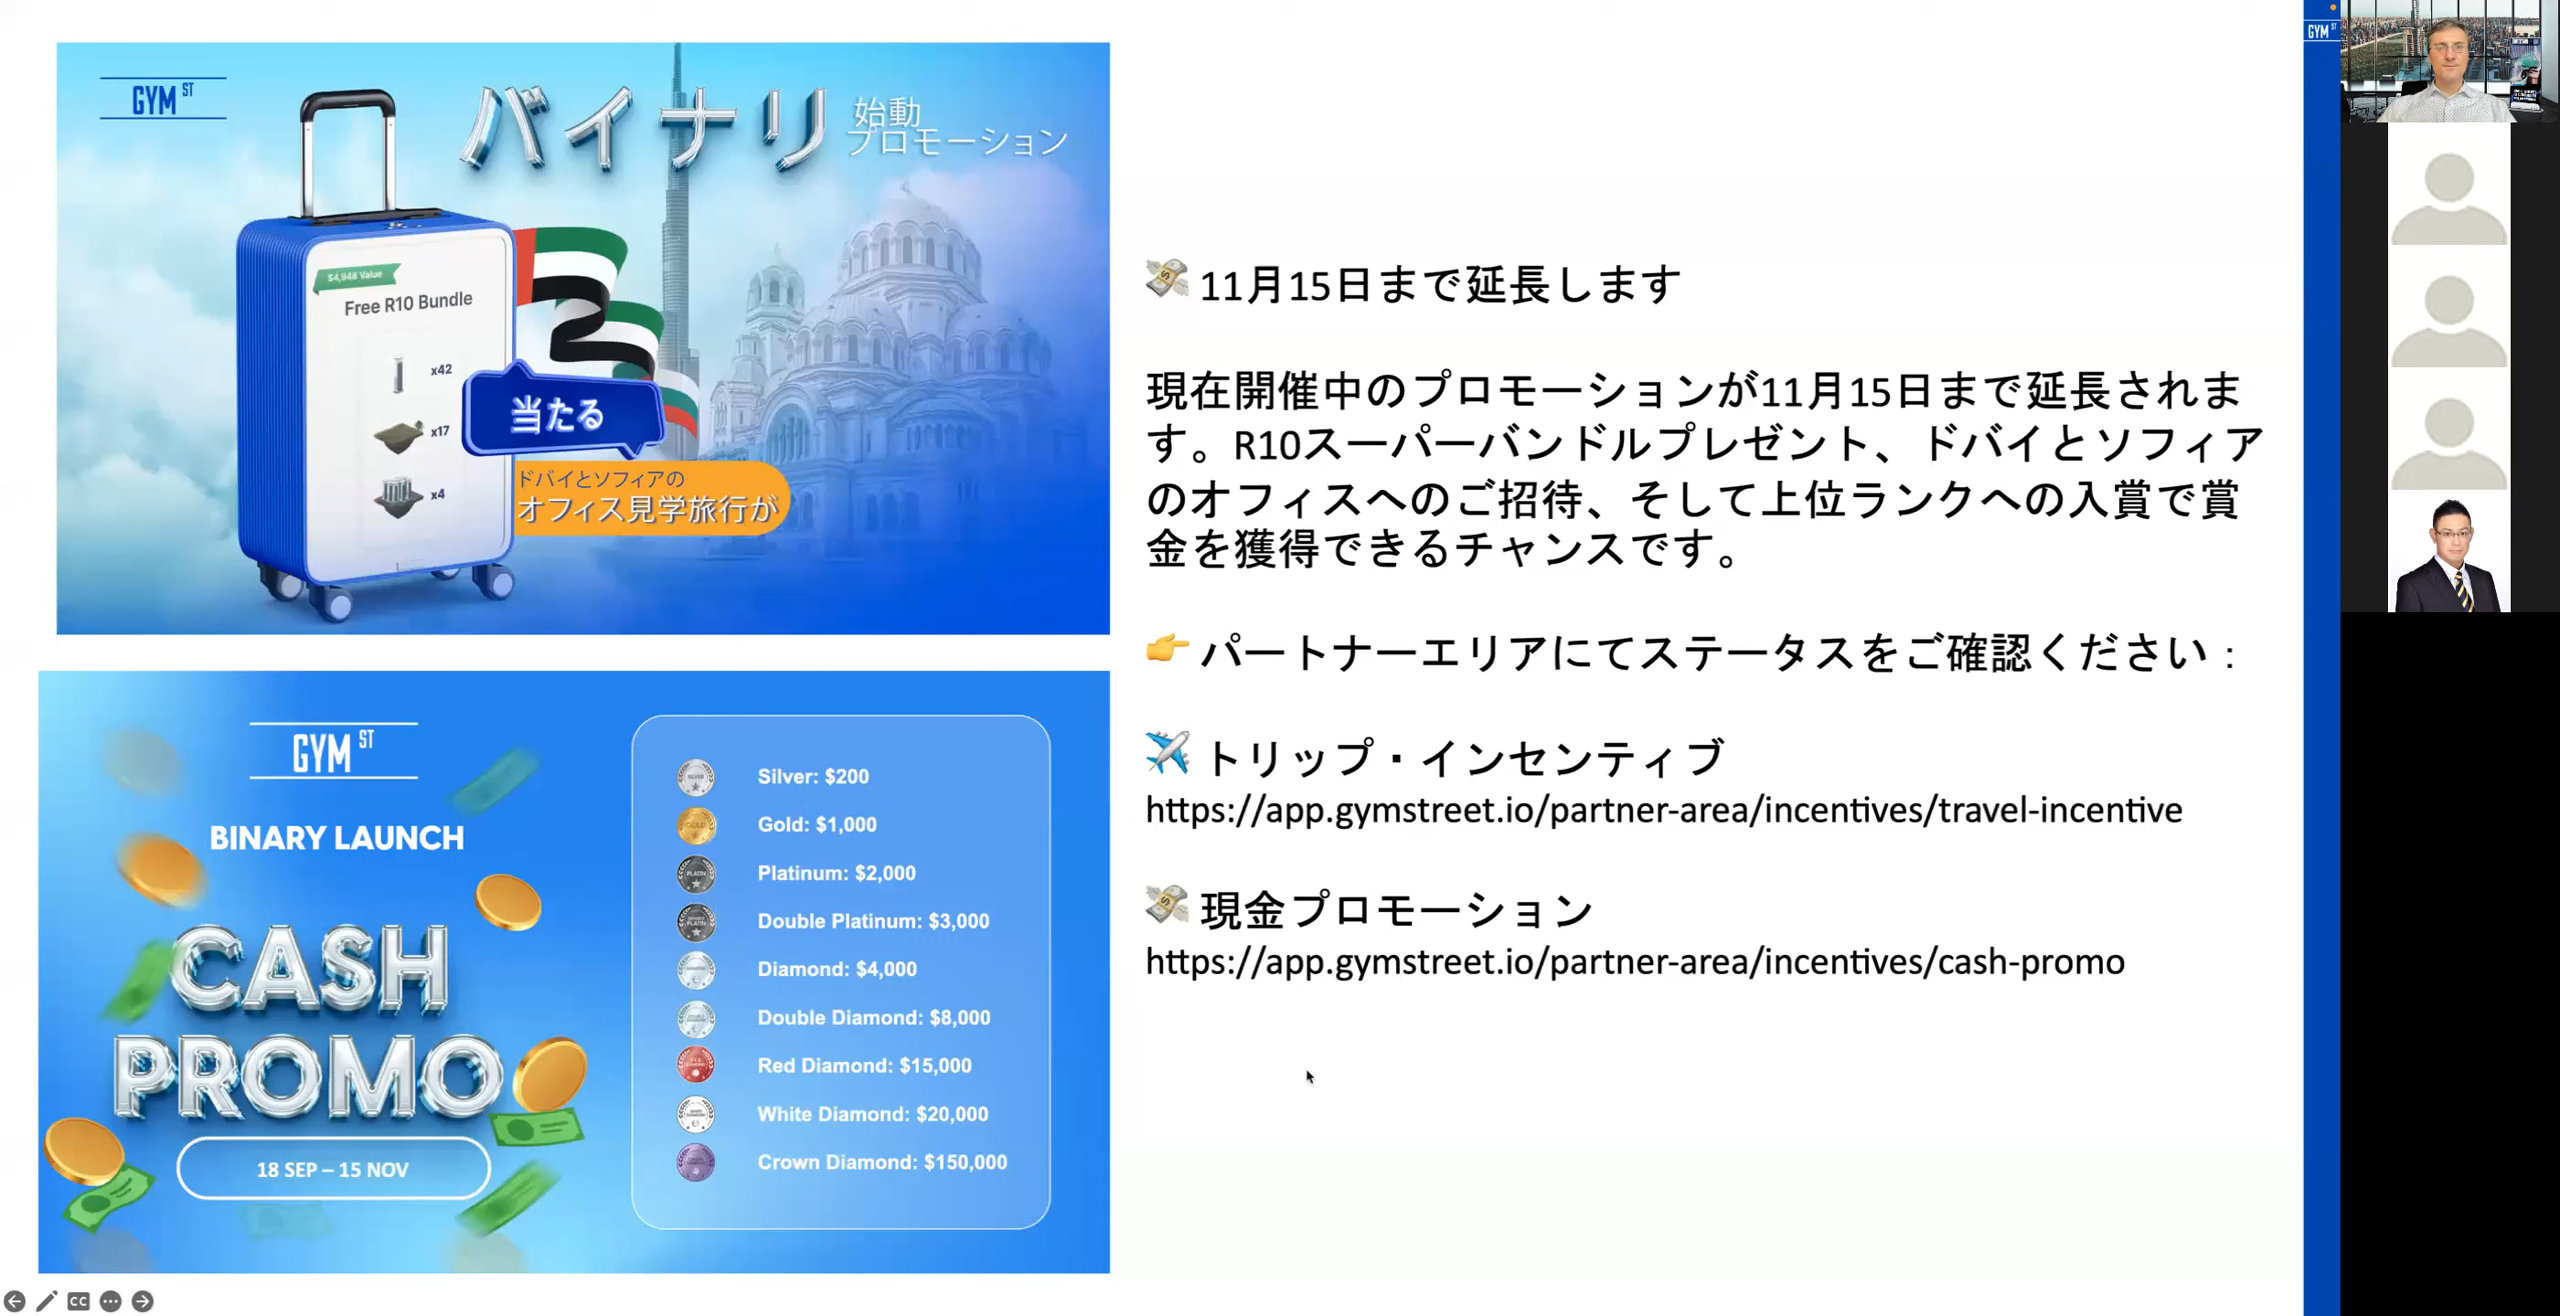 GYM ST
バイナリ
始動
プロモーション
$4,948 Value
Free R10 Bundle
x42
x17
x4
当たる
ドバイとソフィアの
オフィス見学旅行が
GYM ST
BINARY LAUNCH
CASH
PROMO
18 SEP – 15 NOV
Silver: $200
Gold: $1,000
Platinum: $2,000
Double Platinum: $3,000
Diamond: $4,000
Double Diamond: $8,000
Red Diamond: $15,000
White Diamond: $20,000
Crown Diamond: $150,000
💸 11月15日まで延長します
現在開催中のプロモーションが11月15日まで延長されま
す。R10スーパーバンドルプレゼント、ドバイとソフィア
のオフィスへのご招待、そして上位ランクへの入賞で賞
金を獲得できるチャンスです。
👉 パートナーエリアにてステータスをご確認ください：
✈️ トリップ・インセンティブ
https://app.gymstreet.io/partner-area/incentives/travel-incentive
💸 現金プロモーション
https://app.gymstreet.io/partner-area/incentives/cash-promo
GYM ST
CC